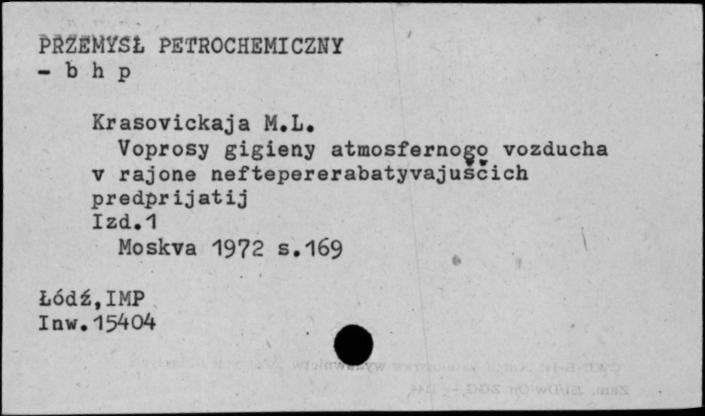 PRZEMYSŁ PETROCHEMICZNY
- b h p
Krasovickaja M.L.
Voprosy gigieny atmosfernogo vozducha
v rajone neftepererabatyvajuščich
predprijatij
Izd.1
Moskva 1972 s.169
Łódź,IMP
Inw.15404